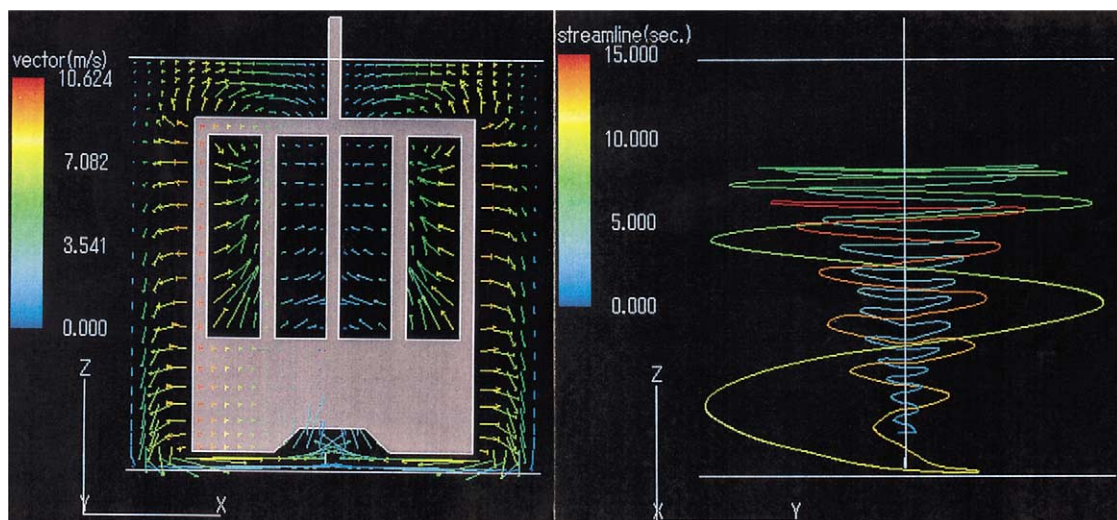 vector(m/s)
10.624
7.082
3.541
0.000
Z
Y X
streamline(sec.)
15.000
10.000
5.000
0.000
Z
X Y